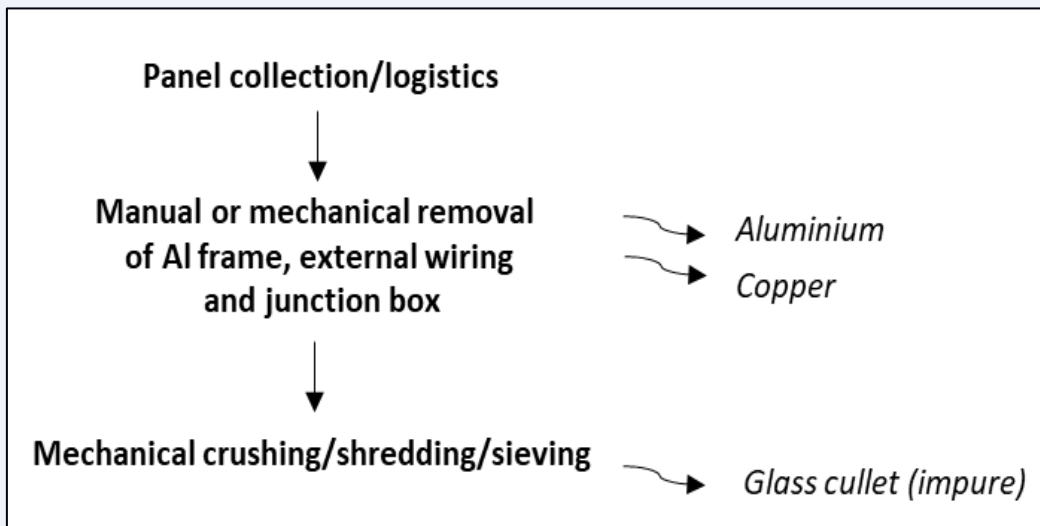 Panel collection/logistics
Manual or mechanical removal
of Al frame, external wiring
and junction box
Aluminium
Copper
Mechanical crushing/shredding/sieving
Glass cullet (impure)